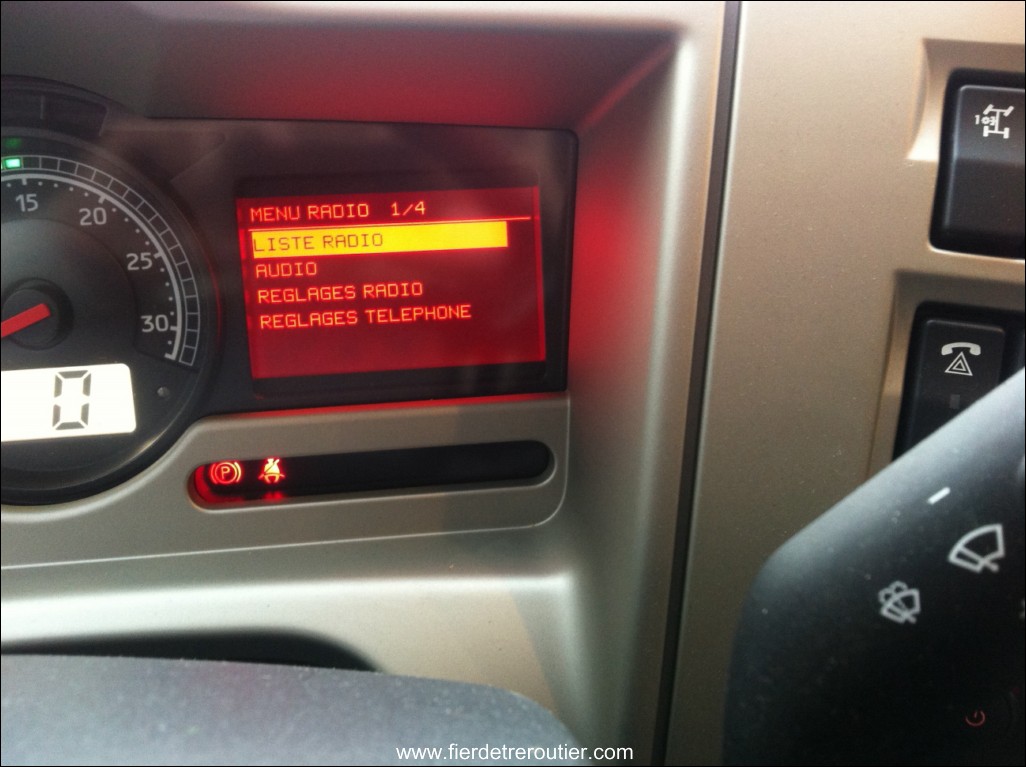 MENU RADIO 1/4
LISTE RADIO
AUDIO
REGLAGES RADIO
REGLAGES TELEPHONE
15
20
25
30
0
P
www.fierdetreroutier.com